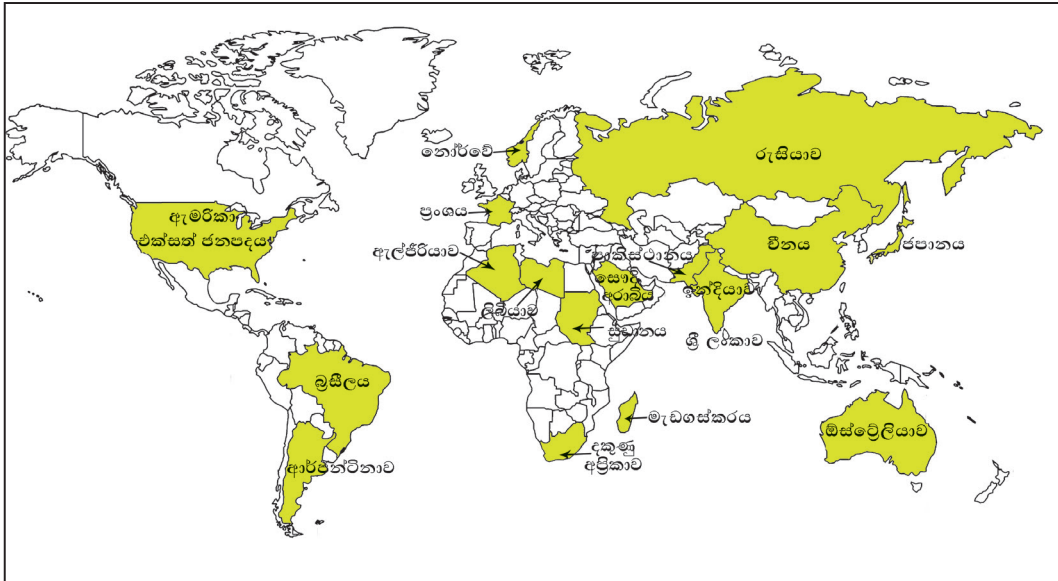 නෝර්වේ
රුසියාව
ප්‍රංශය
ඇමරිකා
එක්සත් ජනපදය
චීනය
ජපානය
ඇල්ජීරියාව
පාකිස්ථානය
සෞදි
අරාබිය
ඉන්දියාව
ලිබියාව
සුඩානය
ශ්‍රී ලංකාව
බ්‍රසීලය
මැඩගස්කරය
ඕස්ට්‍රේලියාව
දකුණු
අප්‍රිකාව
ආර්ජන්ටිනාව